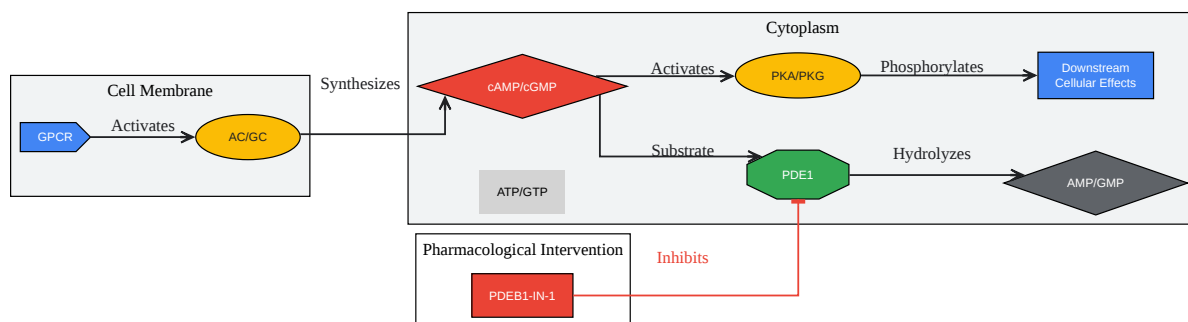 Cytoplasm
Cell Membrane
Synthesizes
cAMP/cGMP
Activates
PKA/PKG
Phosphorylates
Downstream
Cellular Effects
GPCR
Activates
AC/GC
Substrate
PDE1
Hydrolyzes
AMP/GMP
ATP/GTP
Pharmacological Intervention
Inhibits
PDEB1-IN-1